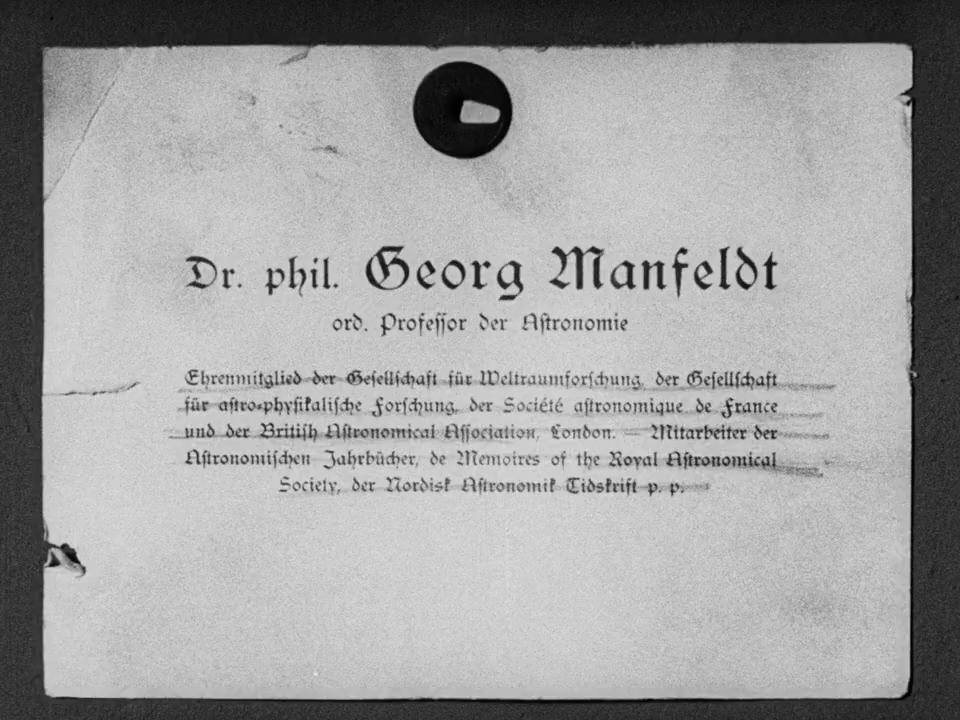 Dr. phil. Georg Manfeldt
ord. Professor der Astronomie
Ehrenmitglied der Gesellschaft für Weltraumforschung, der Gesellschaft
für astro-physikalische Forschung, der Société astronomique de France
und der British Astronomical Association, London. — Mitarbeiter der
Astronomischen Jahrbücher, de Memoires of the Royal Astronomical
Society, der Nordisk Astronomik Tidskrift p. p.